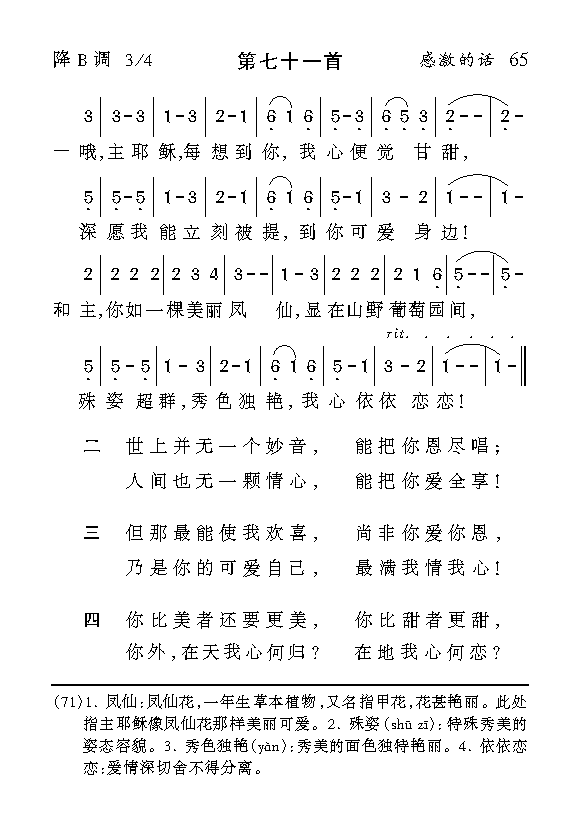 降B调 3/4 第七十一首 感激的话 65
3 | 3-3 | 1-3 | 2-1 | 6 1 6 | 5-3 | 6 5 3 | 2-- | 2-
一 哦,主耶稣,每想到你,我心便觉甘甜,
5 | 5-5 | 1-3 | 2-1 | 6 1 6 | 5-1 | 3-2 | 1-- | 1-
深愿我能立刻被提,到你可爱身边!
2 | 2 2 2 | 2 3 4 | 3-- | 1-3 | 2 2 2 | 2 1 6 | 5-- | 5-
和主,你如一棵美丽凤仙,显在山野葡萄园间,
rit. . . . . .
5 | 5-5 | 1-3 | 2-1 | 6 1 6 | 5-1 | 3-2 | 1-- | 1-
殊姿超群,秀色独艳,我心依依恋恋!
二 世上并无一个妙音, 能把你恩尽唱;
人间也无一颗情心, 能把你爱全享!
三 但那最能使我欢喜, 尚非你爱你恩,
乃是你的可爱自己, 最满我情我心!
四 你比美者还要更美, 你比甜者更甜,
你外,在天我心何归? 在地我心何恋?
(71)1. 凤仙:凤仙花,一年生草本植物,又名指甲花,花甚艳丽。此处
指主耶稣像凤仙花那样美丽可爱。2. 殊姿(shū zī):特殊秀美的
姿态容貌。3. 秀色独艳(yàn):秀美的面色独特艳丽。4. 依依恋
恋:爱情深切舍不得分离。